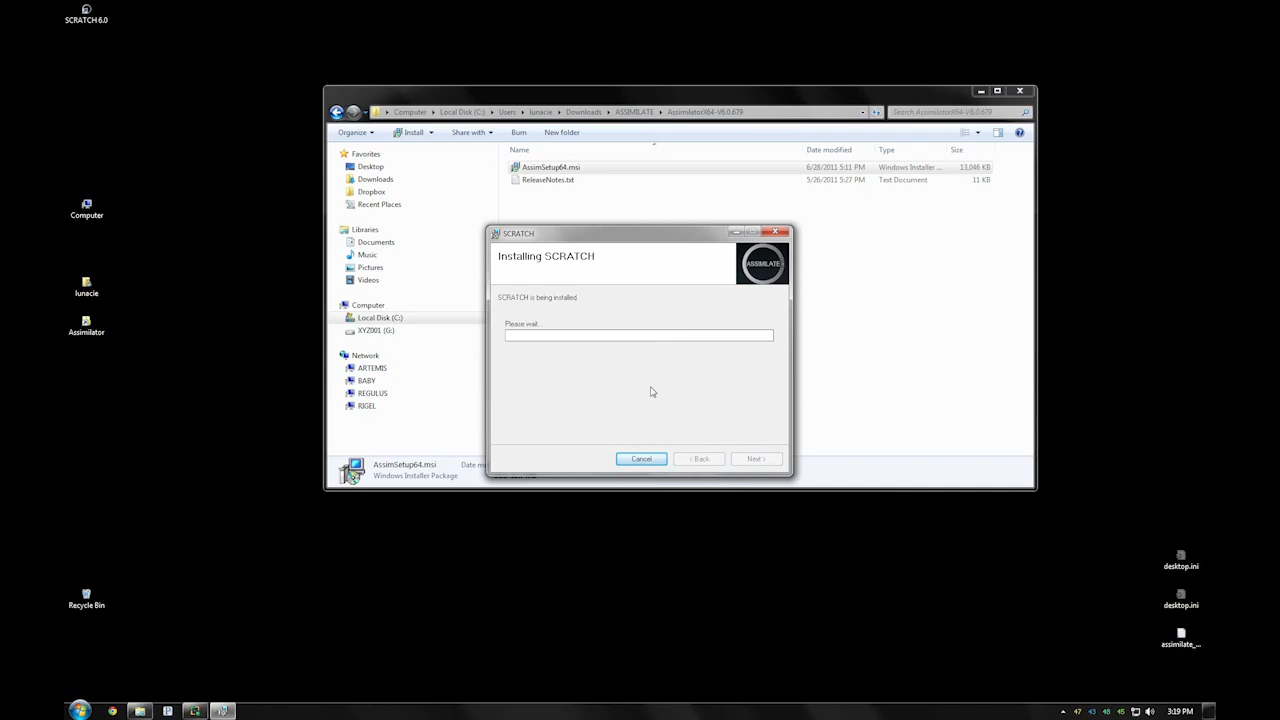 SCRATCH 6.0
Computer
lunacie
Assimilator
Recycle Bin
Computer Local Disk (C:) Users lunacie Downloads ASSIMILATE AssimilatorX64-V6.0.679
Search AssimilatorX64-V6.0.679
Organize Install Share with Burn New folder
Favorites
Desktop
Downloads
Dropbox
Recent Places
Libraries
Documents
Music
Pictures
Videos
Computer
Local Disk (C:)
XYZ001 (G:)
Network
ARTEMIS
BABY
REGULUS
RIGEL
Name Date modified Type Size
AssimSetup64.msi 6/28/2011 5:11 PM Windows Installer ... 13,046 KB
ReleaseNotes.txt 5/26/2011 5:27 PM Text Document 11 KB
SCRATCH
Installing SCRATCH
ASSIMILATE
SCRATCH is being installed.
Please wait...
Cancel < Back Next >
AssimSetup64.msi Date
Windows Installer Package
desktop.ini
desktop.ini
assimilate_...
47 43 48 45 3:19 PM